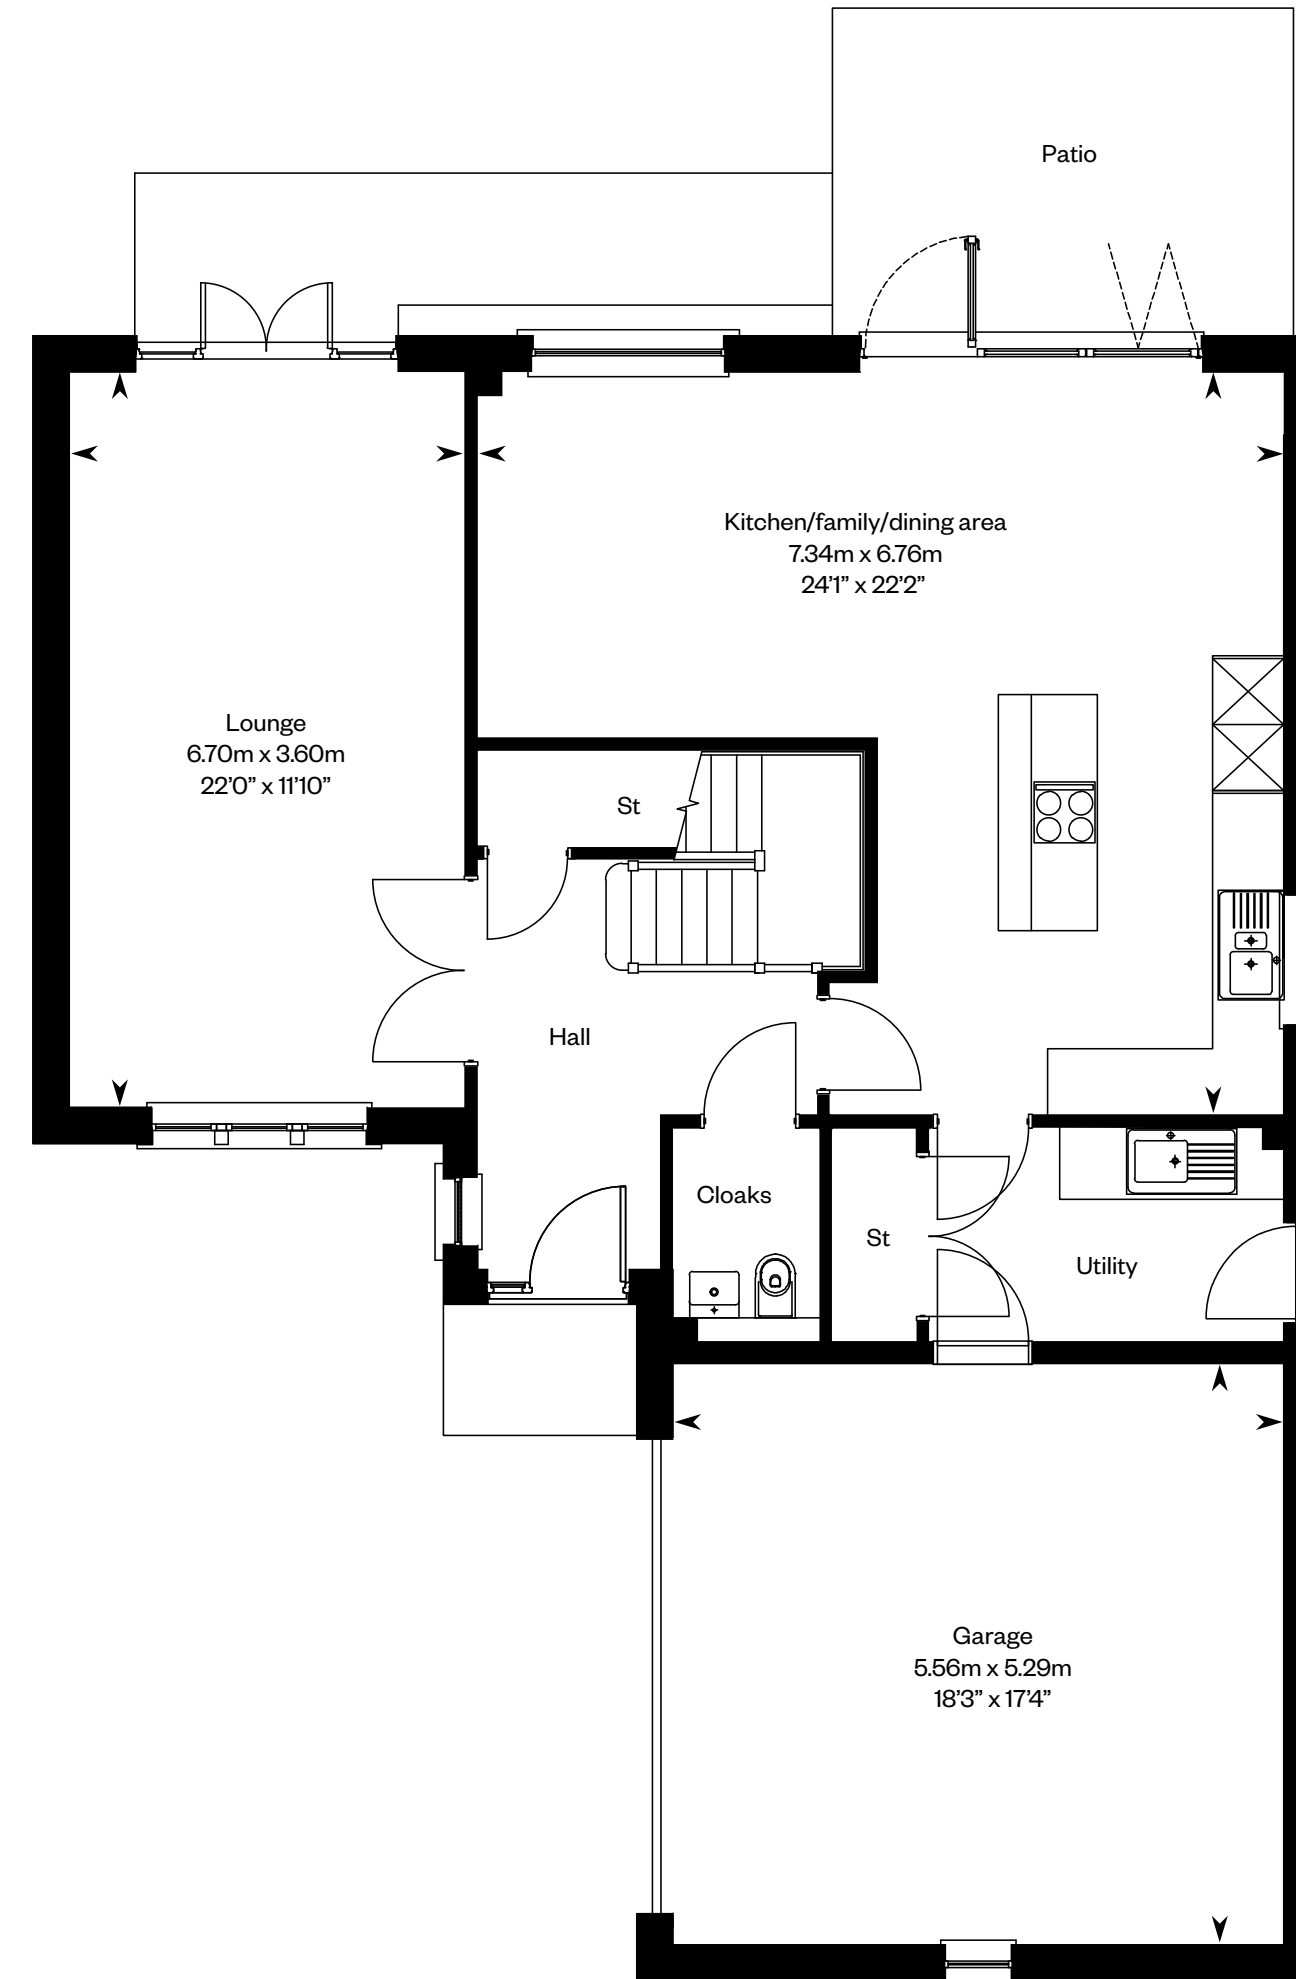 Patio
Kitchen/family/dining area
7.34m x 6.76m
24'1” x 22'2”
Lounge
6.70m x 3.60m
22'0” x 11'10”
St
Hall
Cloaks
St
Utility
Garage
5.56m x 5.29m
18'3” x 17'4”